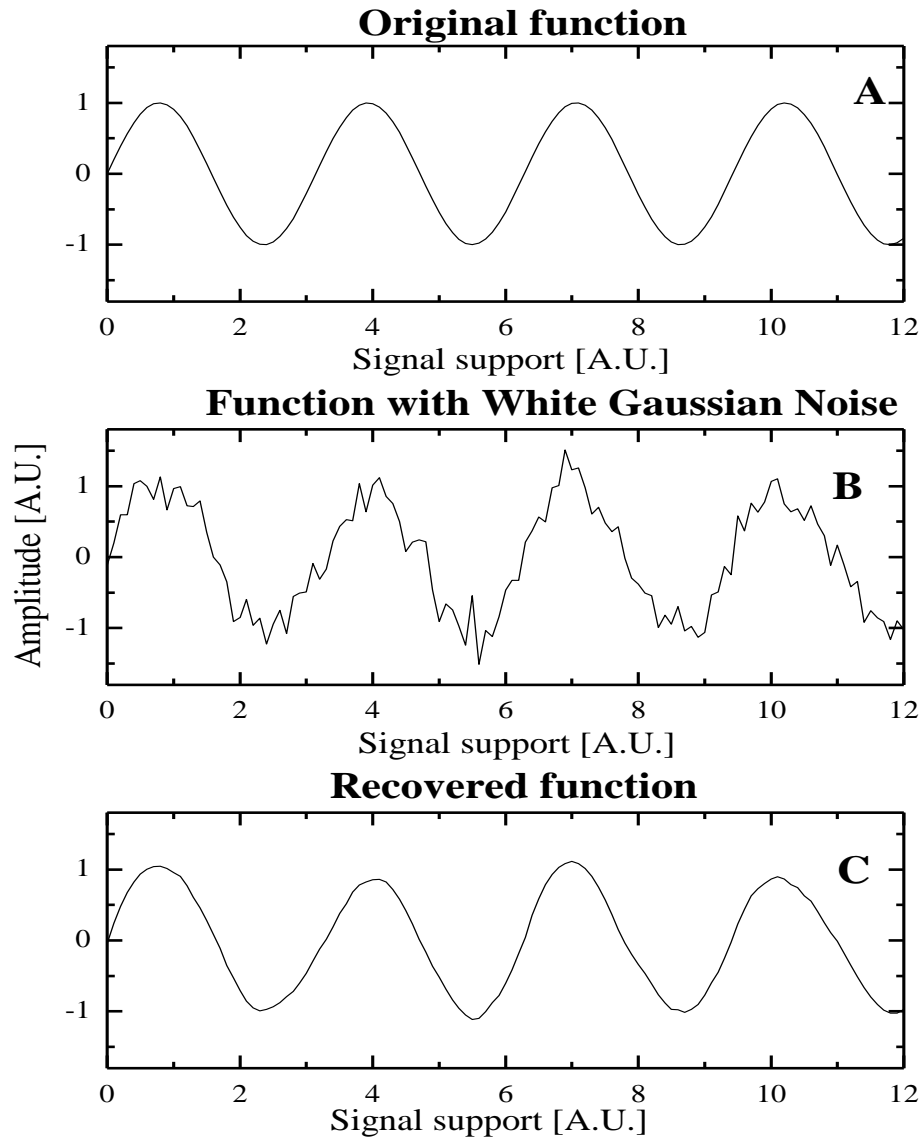 Original function
A
1
0
-1
0 2 4 6 8 10 12
Signal support [A.U.]
Function with White Gaussian Noise
Amplitude [A.U.]
B
1
0
-1
0 2 4 6 8 10 12
Signal support [A.U.]
Recovered function
C
1
0
-1
0 2 4 6 8 10 12
Signal support [A.U.]